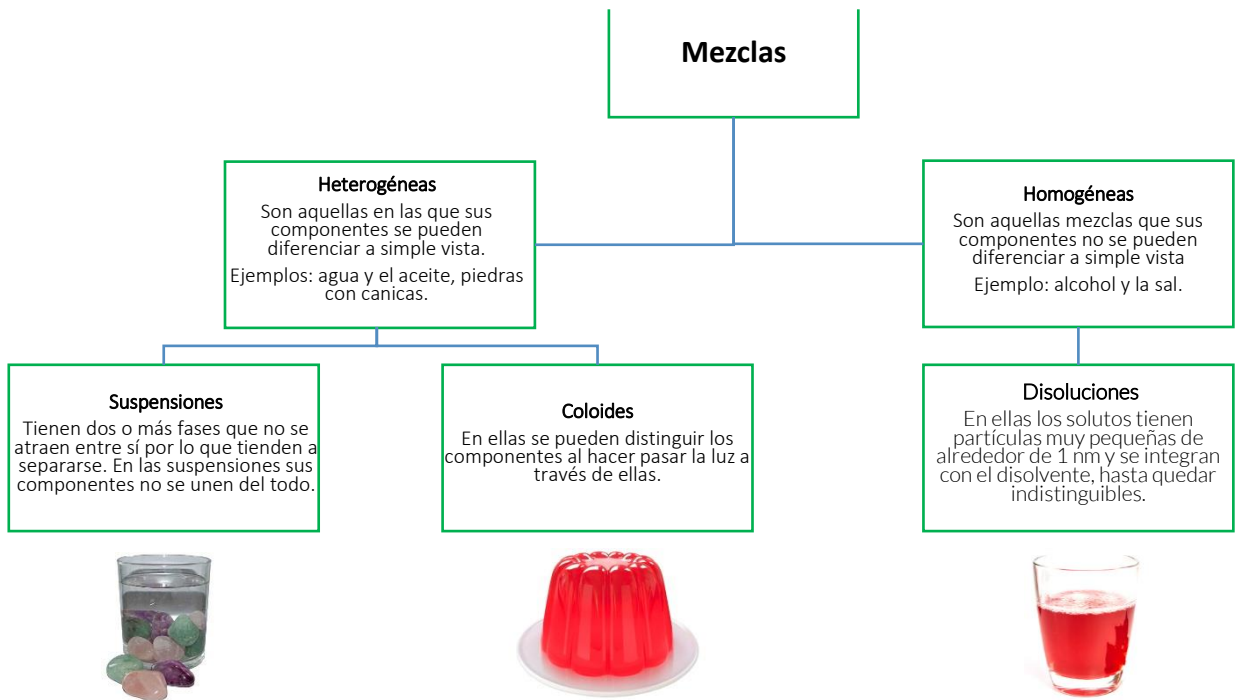 Mezclas
Heterogéneas
Son aquellas en las que sus
componentes se pueden
diferenciar a simple vista.
Ejemplos: agua y el aceite, piedras
con canicas.
Homogéneas
Son aquellas mezclas que sus
componentes no se pueden
diferenciar a simple vista
Ejemplo: alcohol y la sal.
Suspensiones
Tienen dos o más fases que no se
atraen entre sí por lo que tienden a
separarse. En las suspensiones sus
componentes no se unen del todo.
Coloides
En ellas se pueden distinguir los
componentes al hacer pasar la luz a
través de ellas.
Disoluciones
En ellas los solutos tienen
partículas muy pequeñas de
alrededor de 1 nm y se integran
con el disolvente, hasta quedar
indistinguibles.